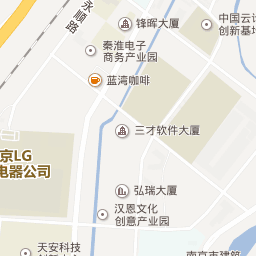 永顺路
锋晖大厦
中国云计
创新基地
秦淮电子
商务产业园
蓝湾咖啡
三才软件大厦
京LG
电器公司
弘瑞大厦
汉恩文化
创意产业园
天安科技
南京市建筑